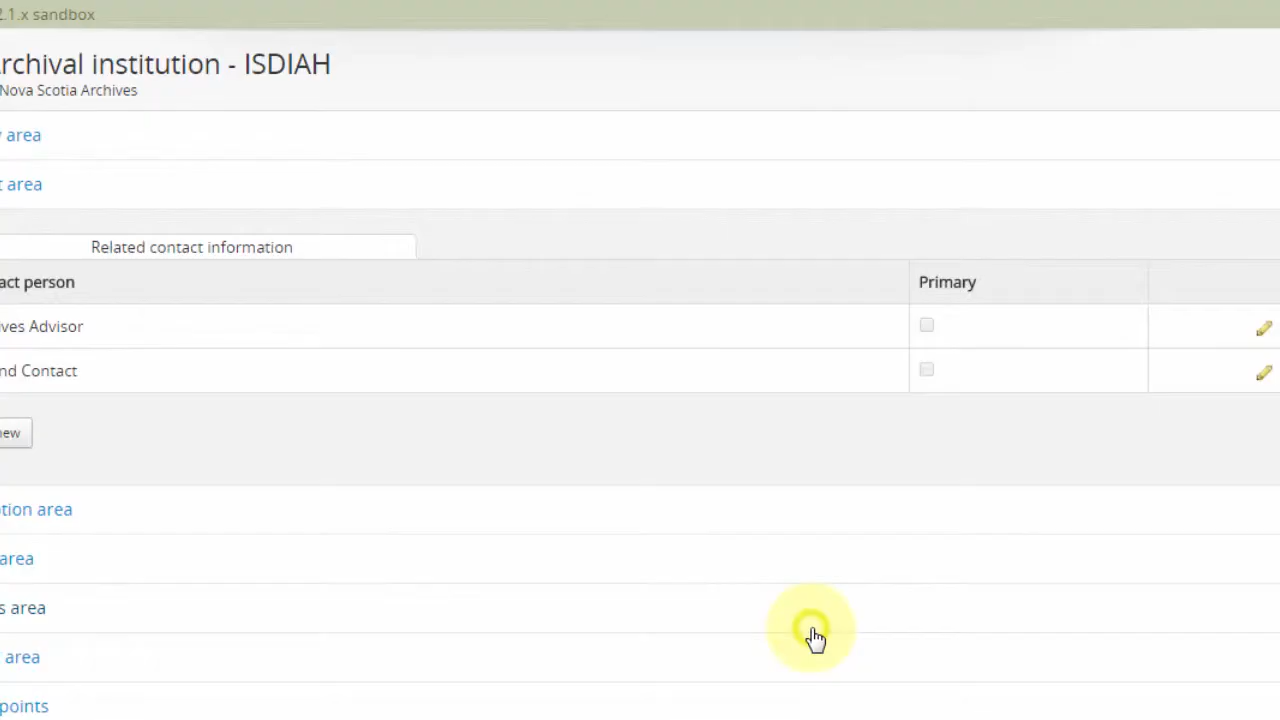 2.1.x sandbox
rchival institution - ISDIAH
Nova Scotia Archives
area
area
Related contact information
act person Primary
ves Advisor
nd Contact
new
tion area
area
s area
area
points